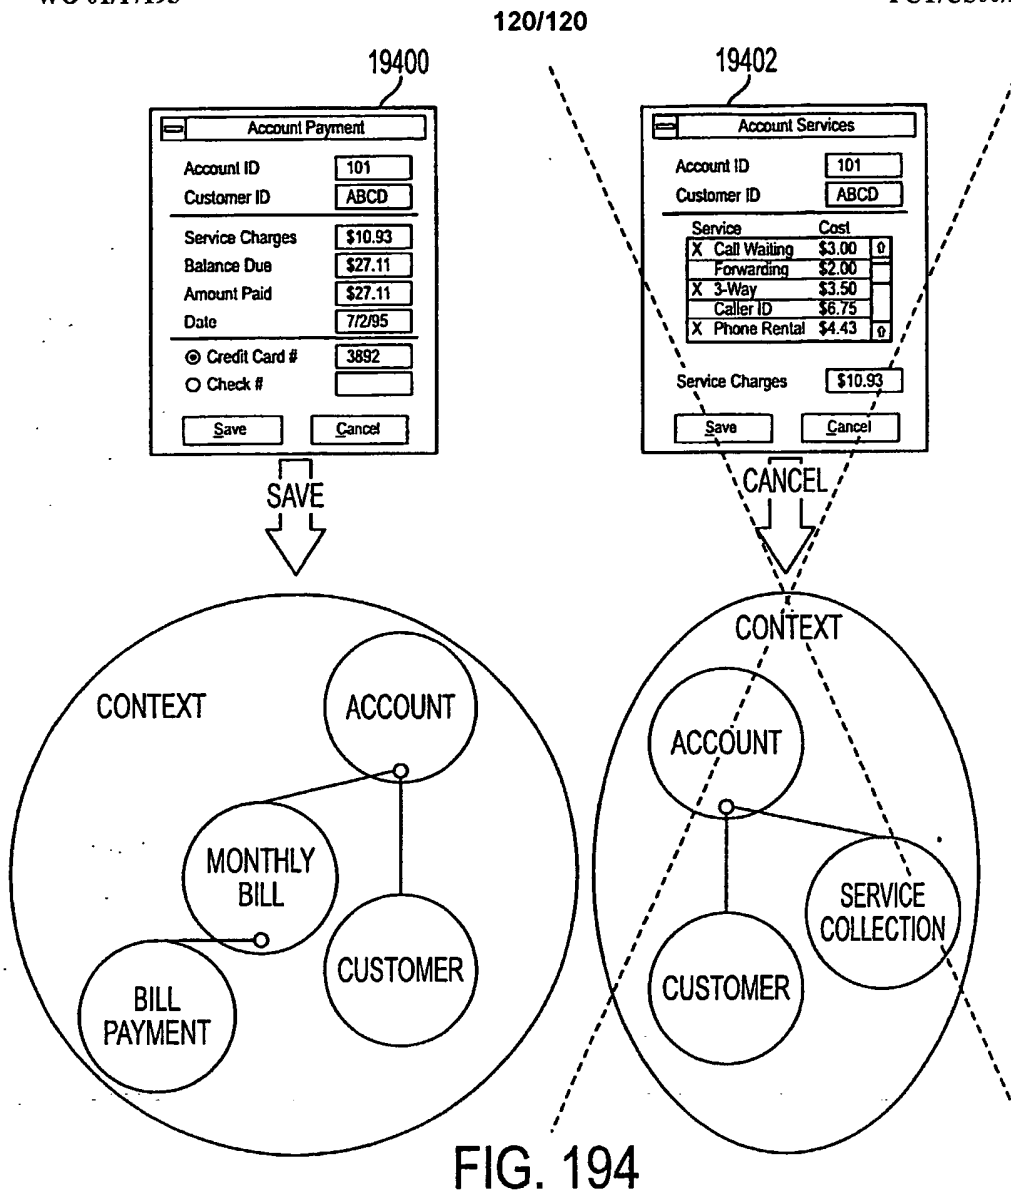 120/120
19400
Account Payment
Account ID 101
Customer ID ABCD
Service Charges $10.93
Balance Due $27.11
Amount Paid $27.11
Date 7/2/95
Credit Card # 3892
Check #
Save Cancel
SAVE
CONTEXT
ACCOUNT
MONTHLY
BILL
CUSTOMER
BILL
PAYMENT
19402
Account Services
Account ID 101
Customer ID ABCD
Service Cost
X Call Waiting $3.00
Forwarding $2.00
X 3-Way $3.50
Caller ID $6.75
X Phone Rental $4.43
Service Charges $10.93
Save Cancel
CANCEL
CONTEXT
ACCOUNT
SERVICE
COLLECTION
CUSTOMER
FIG. 194